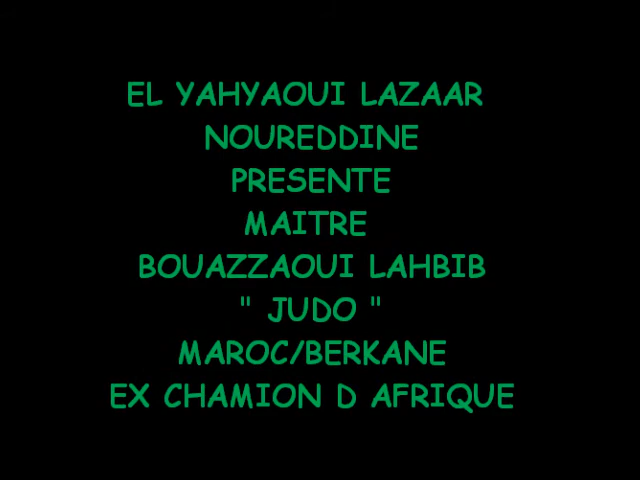 EL YAHYAOUI LAZAAR
NOUREDDINE
PRESENTE
MAITRE
BOUAZZAOUI LAHBIB
" JUDO "
MAROC/BERKANE
EX CHAMION D AFRIQUE